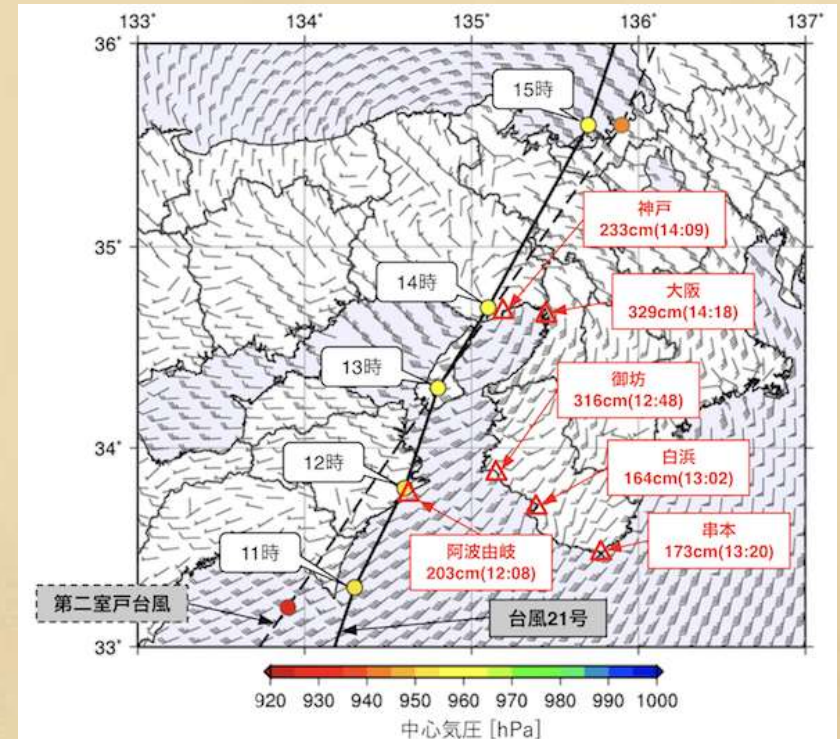 133°
134°
135°
136°
137°
36°
15時
神戸
233cm(14:09)
35°
14時
大阪
329cm(14:18)
13時
御坊
316cm(12:48)
34°
12時
白浜
164cm(13:02)
阿波由岐
203cm(12:08)
串本
173cm(13:20)
11時
第二室戸台風
台風21号
33°
920 930 940 950 960 970 980 990 1000
中心気圧 [hPa]